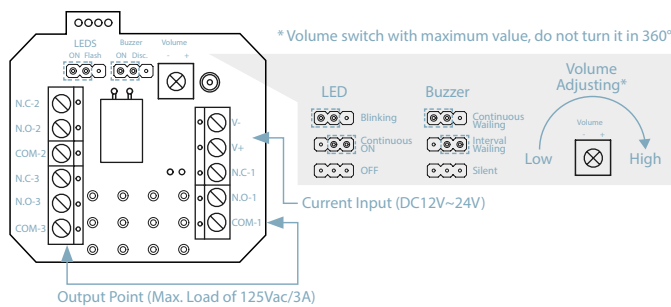 * Volume switch with maximum value, do not turn it in 360°
LEDS
ON Flash
Buzzer
ON Disc.
Volume
- +
N.C-2
N.O-2
COM-2
N.C-3
N.O-3
COM-3
V-
V+
N.C-1
N.O-1
COM-1
LED
Blinking
Continuous
ON
OFF
Buzzer
Continuous
Wailing
Interval
Wailing
Silent
Volume
Adjusting*
Volume
- +
Low
High
Current Input (DC12V~24V)
Output Point (Max. Load of 125Vac/3A)